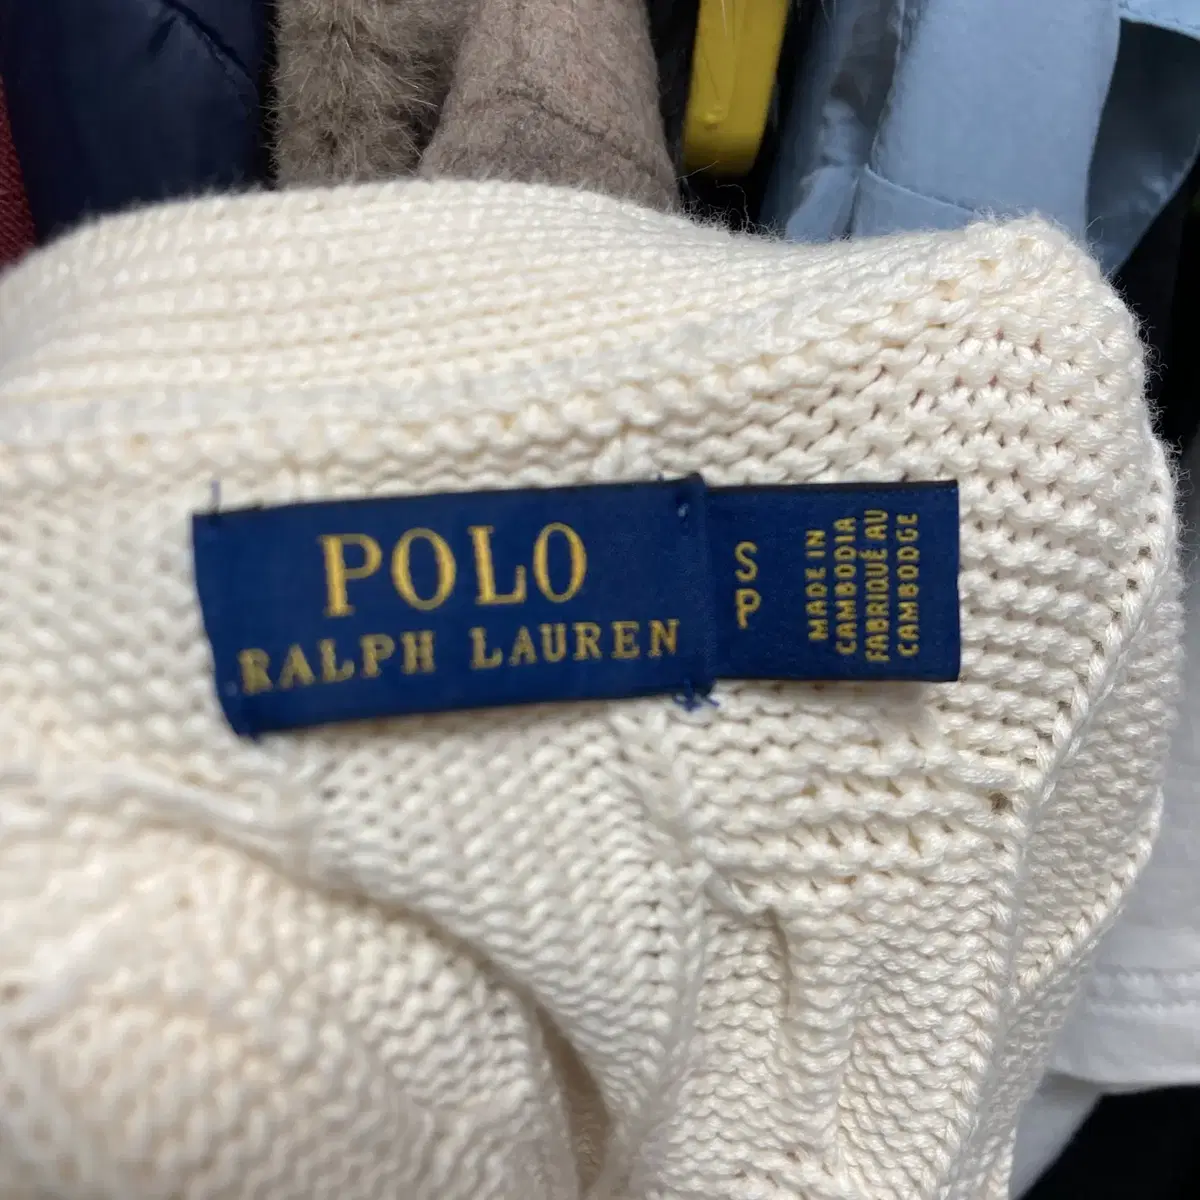 POLO
RALPH LAUREN
S
P
MADE IN
CAMBODIA
FABRIQUÉ AU
CAMBODGE